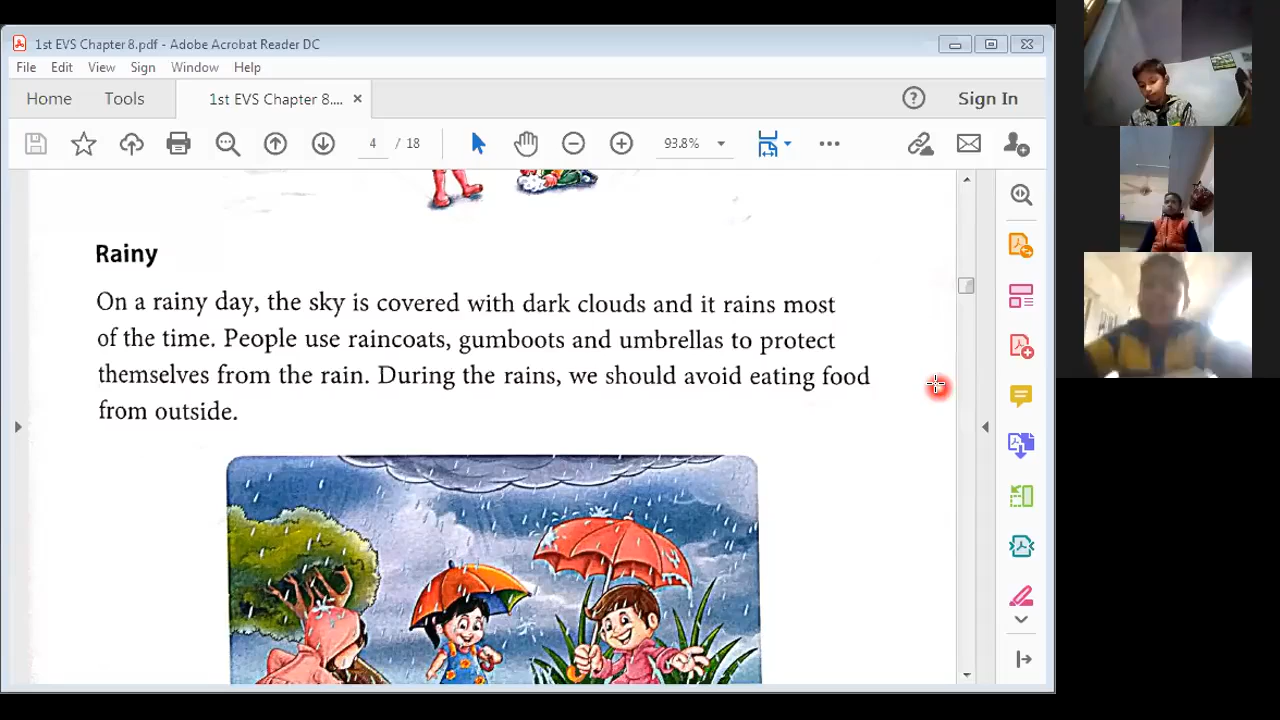 1st EVS Chapter 8.pdf - Adobe Acrobat Reader DC
File Edit View Sign Window Help
Home Tools 1st EVS Chapter 8.... × Sign In
4 / 18 93.8%
Rainy
On a rainy day, the sky is covered with dark clouds and it rains most
of the time. People use raincoats, gumboots and umbrellas to protect
themselves from the rain. During the rains, we should avoid eating food
from outside.